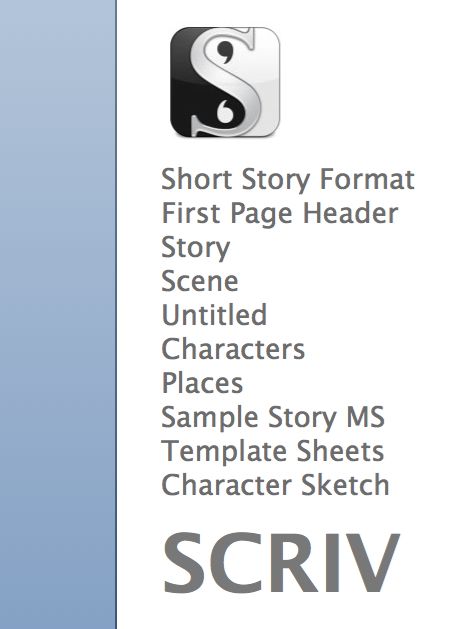 Short Story Format
First Page Header
Story
Scene
Untitled
Characters
Places
Sample Story MS
Template Sheets
Character Sketch
SCRIV